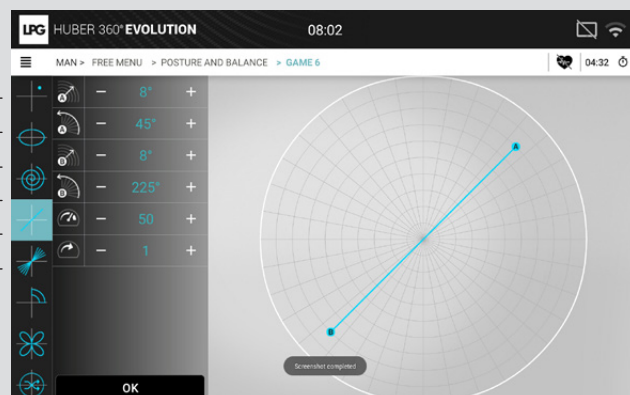 LPG HUBER 360° EVOLUTION 08:02
MAN > FREE MENU > POSTURE AND BALANCE > GAME 6 04:32
A − 8° +
A − 45° +
B − 8° +
B − 225° +
− 50 +
− 1 +
A
B
Screenshot completed
OK